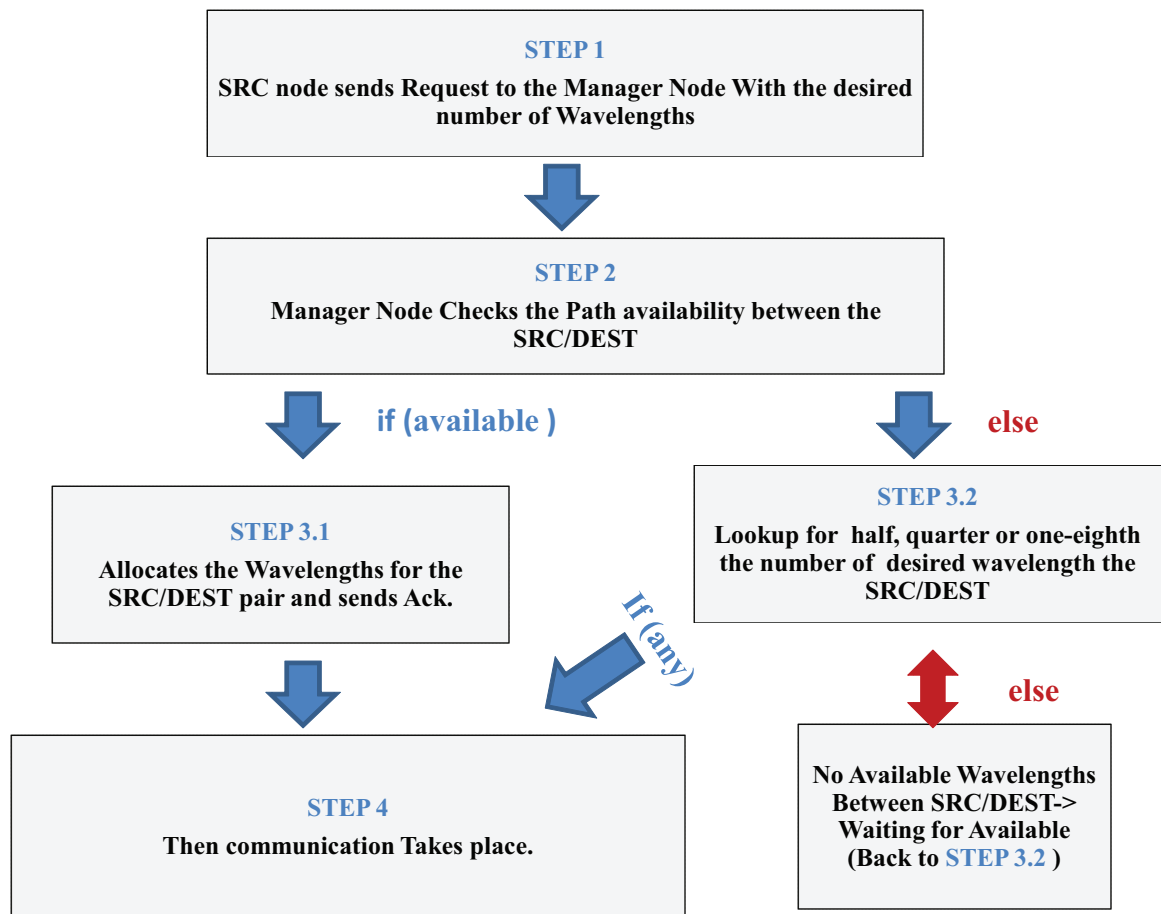 STEP 1
SRC node sends Request to the Manager Node With the desired
number of Wavelengths
STEP 2
Manager Node Checks the Path availability between the
SRC/DEST
if (available )
else
STEP 3.1
Allocates the Wavelengths for the
SRC/DEST pair and sends Ack.
STEP 3.2
Lookup for half, quarter or one-eighth
the number of desired wavelength the
SRC/DEST
If (any)
else
STEP 4
Then communication Takes place.
No Available Wavelengths
Between SRC/DEST->
Waiting for Available
(Back to STEP 3.2 )